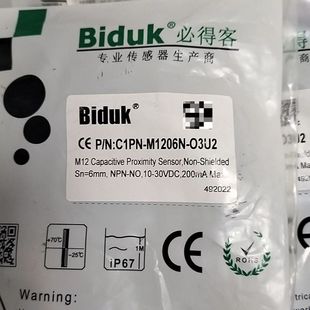 Biduk® 必得客
专业传感器生产商
Biduk®
CE P/N:C1PN-M1206N-O3U2
M12 Capacitive Proximity Sensor,Non-Shielded
Sn=6mm, NPN-NO,10-30VDC,200mA Max
492022
+70℃
-25℃
1M
IP67
CE
RoHS
Warning: